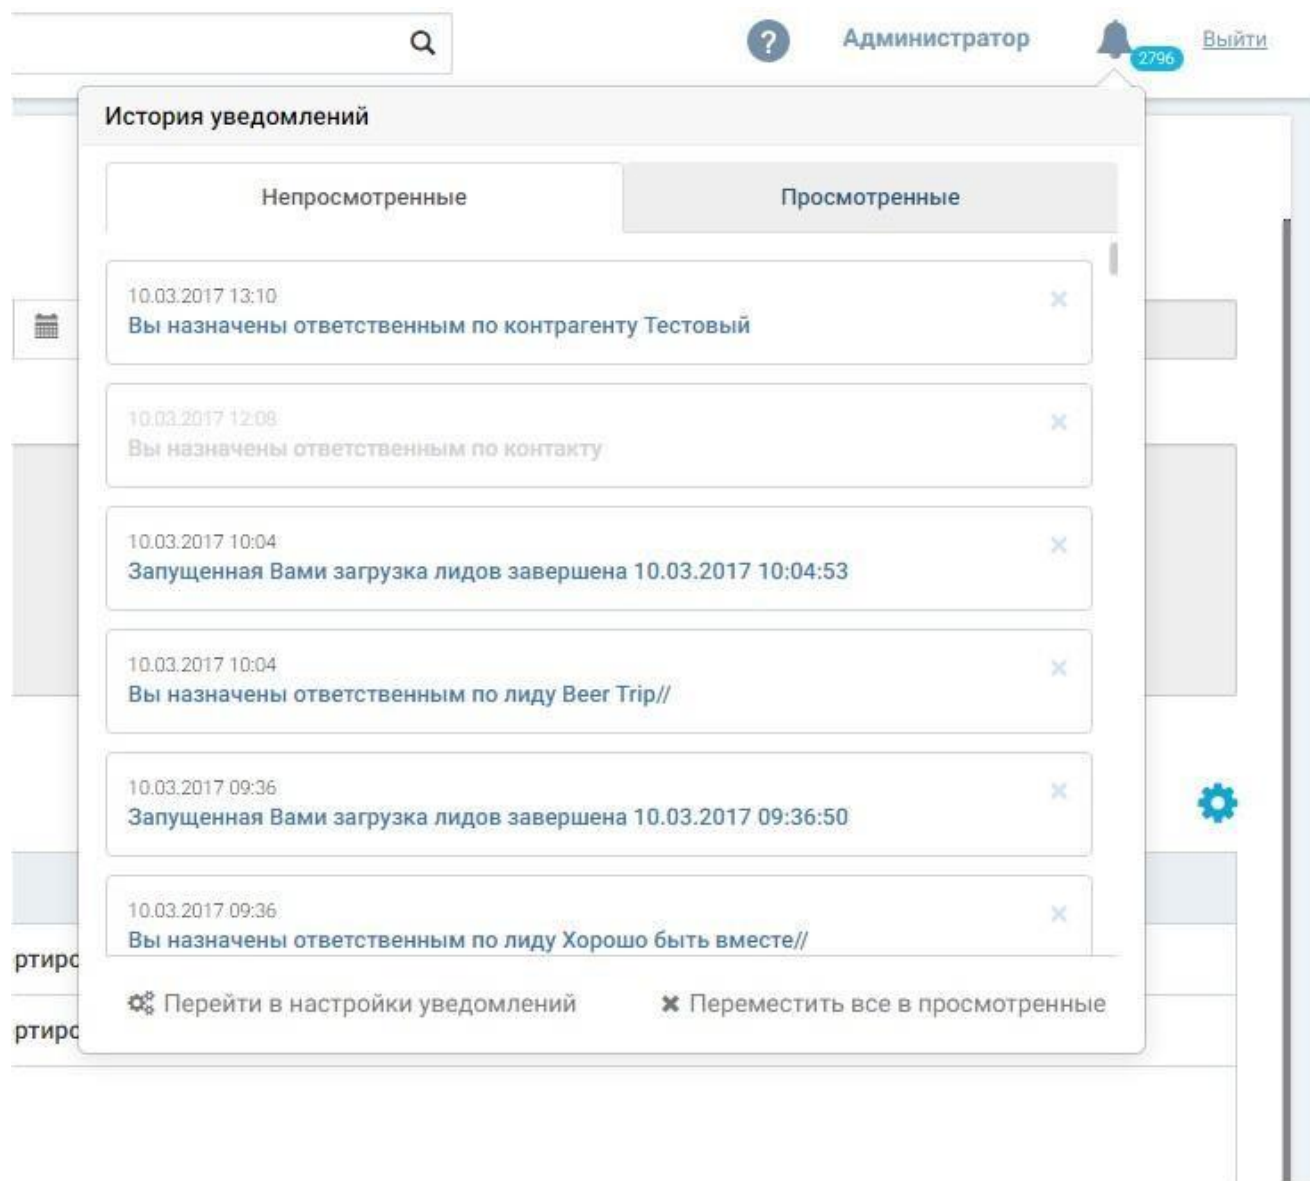 ?
Администратор
2796
Выйти
История уведомлений
Непросмотренные
Просмотренные
10.03.2017 13:10
Вы назначены ответственным по контрагенту Тестовый
10.03.2017 12:08
Вы назначены ответственным по контакту
10.03.2017 10:04
Запущенная Вами загрузка лидов завершена 10.03.2017 10:04:53
10.03.2017 10:04
Вы назначены ответственным по лиду Beer Trip//
10.03.2017 09:36
Запущенная Вами загрузка лидов завершена 10.03.2017 09:36:50
10.03.2017 09:36
Вы назначены ответственным по лиду Хорошо быть вместе//
ртиро
Перейти в настройки уведомлений
Переместить все в просмотренные
ртиро